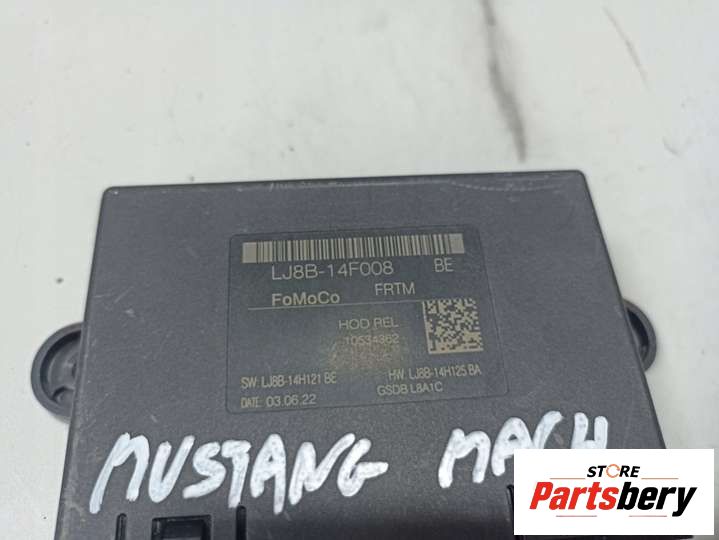 LJ8B-14F008 BE
FoMoCo FRTM
HOD REL
10534362
SW: LJ8B-14H121 BE HW: LJ8B-14H125 BA
DATE: 03.06.22 GSDB L8A1C
MUSTANG MACH
STORE
Partsbery